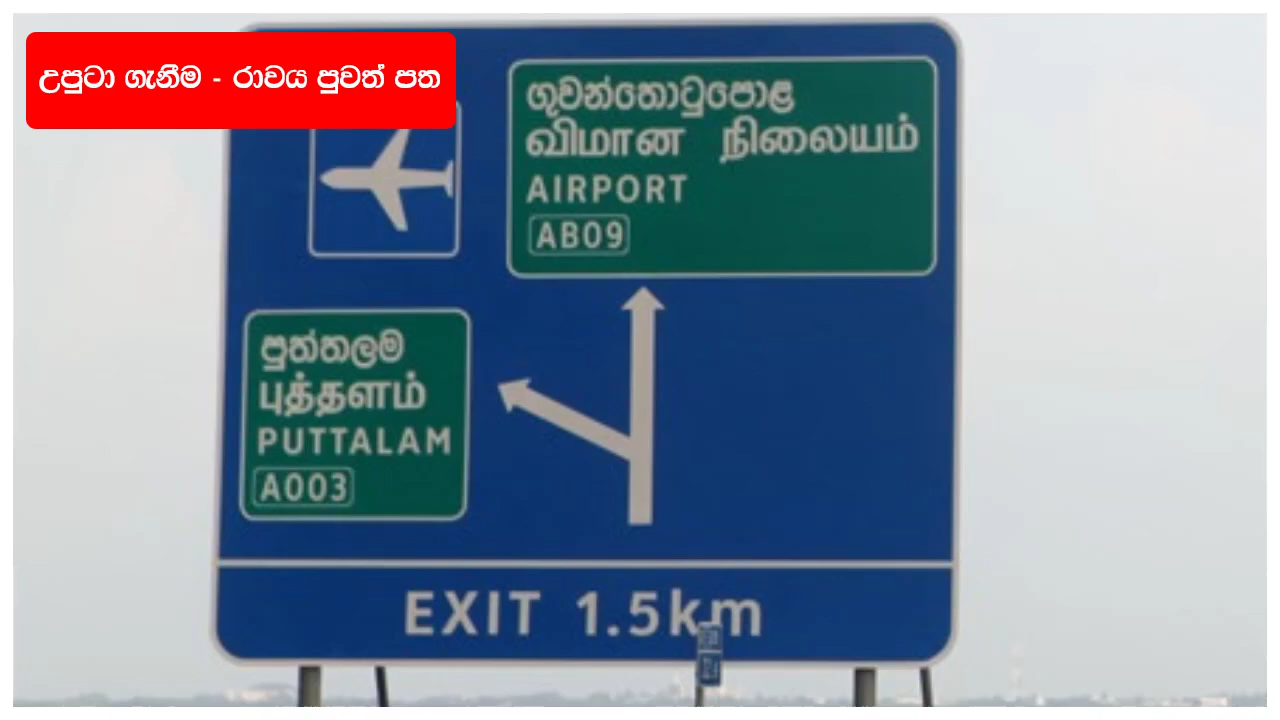 උපුටා ගැනීම - රාවය පුවත් පත
ගුවන්තොටුපොළ
விமான நிலையம்
AIRPORT
AB09
පුත්තලම
புத்தளம்
PUTTALAM
A003
EXIT 1.5km